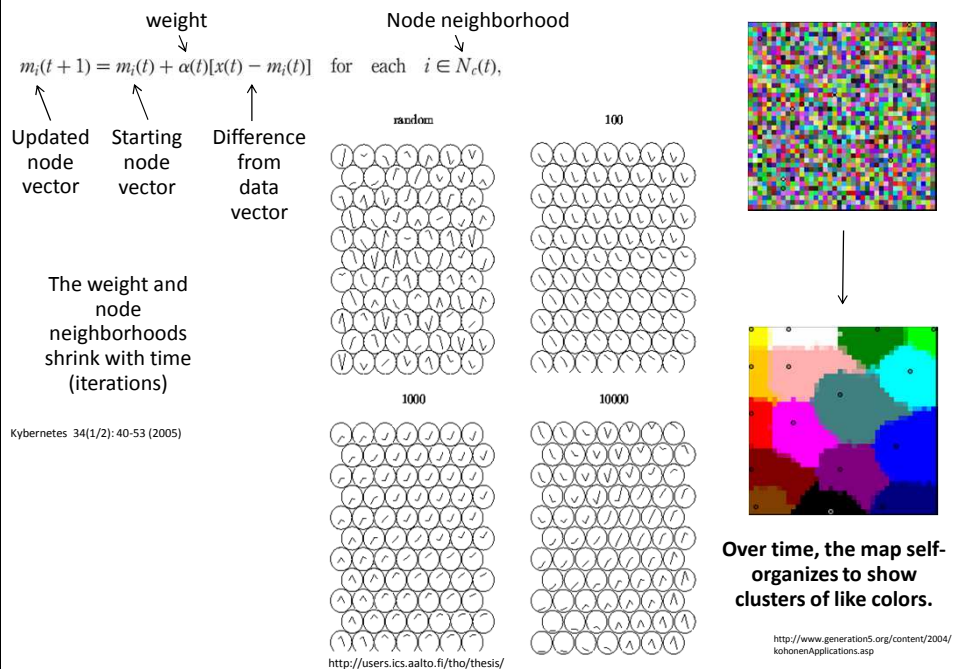 weight
Node neighborhood
m_i(t + 1) = m_i(t) + α(t)[x(t) − m_i(t)] for each i ∈ N_c(t),
Updated
node
vector
Starting
node
vector
Difference
from
data
vector
The weight and
node
neighborhoods
shrink with time
(iterations)
Kybernetes 34(1/2): 40-53 (2005)
random
100
1000
10000
http://users.ics.aalto.fi/tho/thesis/
Over time, the map self-
organizes to show
clusters of like colors.
http://www.generation5.org/content/2004/
kohonenApplications.asp